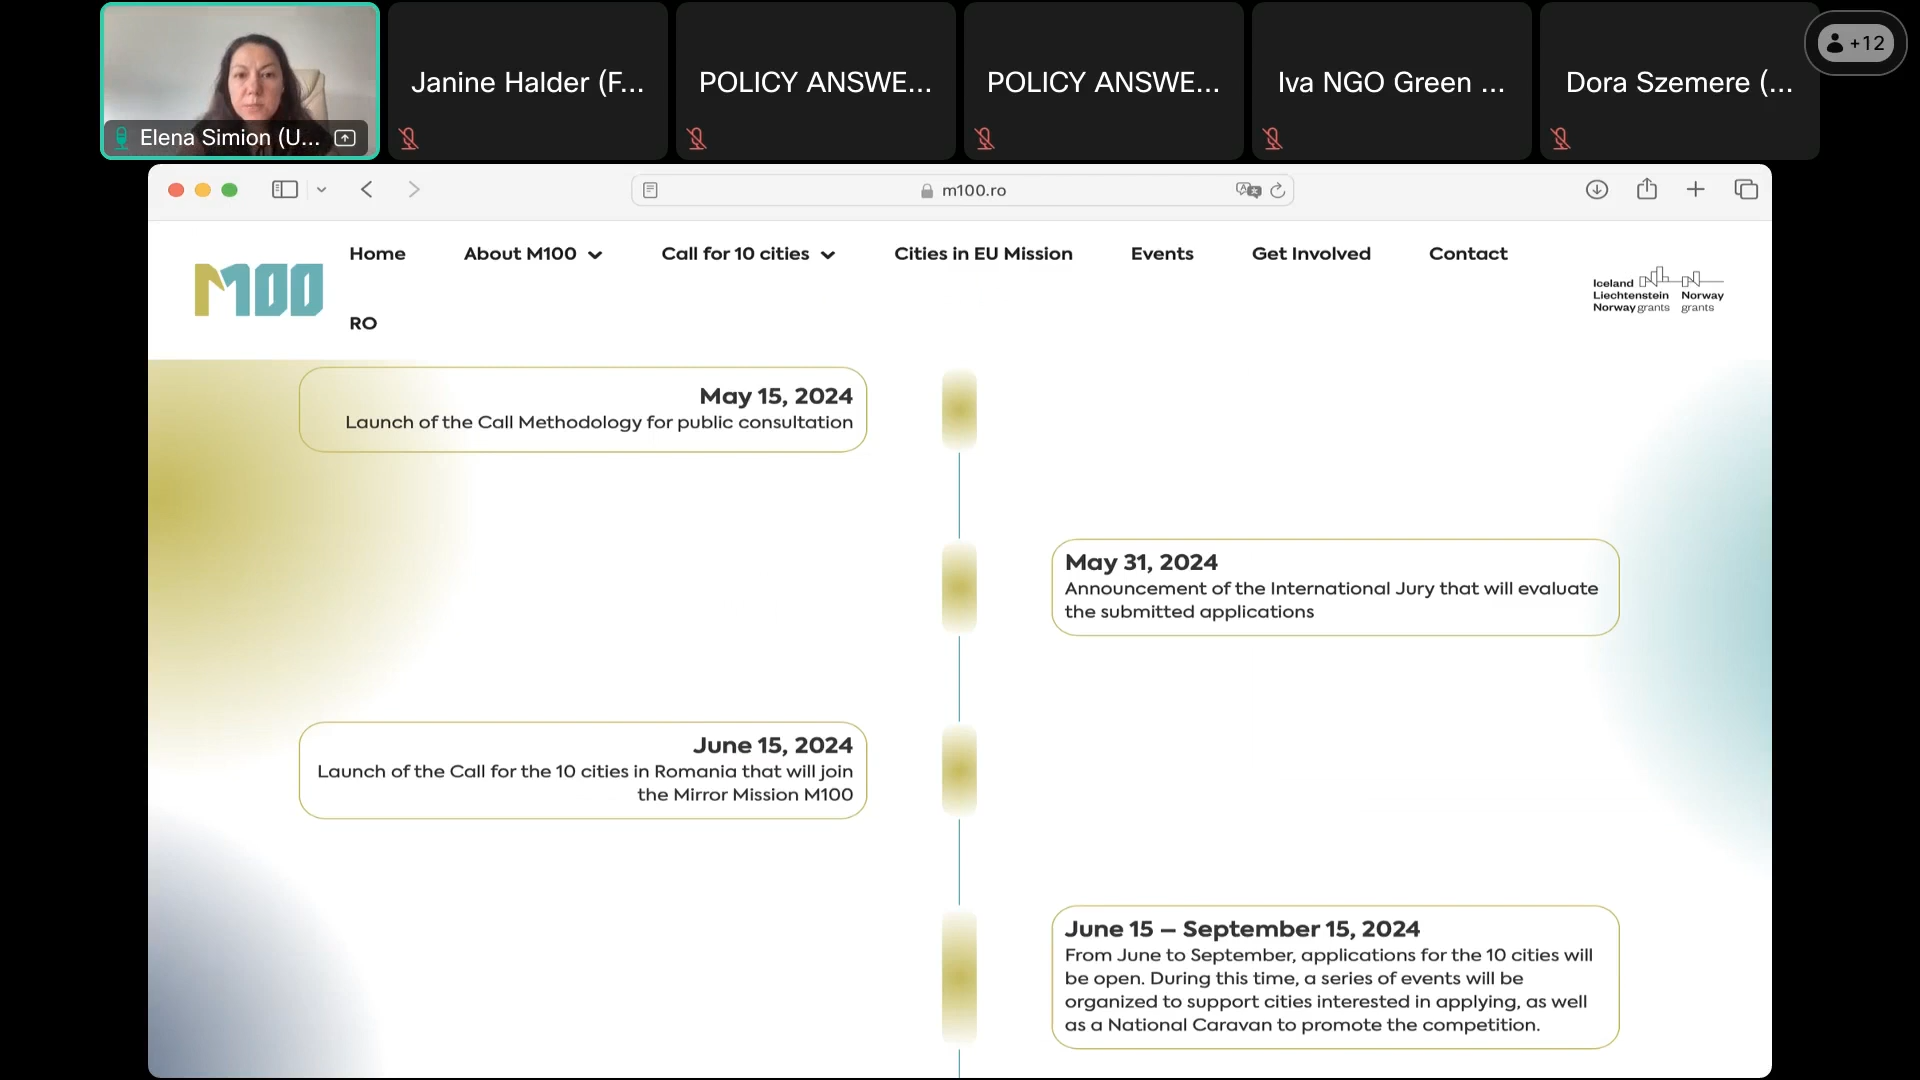 Elena Simion (U...
Janine Halder (F...
POLICY ANSWE...
POLICY ANSWE...
Iva NGO Green ...
Dora Szemere (...
+12
m100.ro
M100
Home
About M100
Call for 10 cities
Cities in EU Mission
Events
Get Involved
Contact
RO
Iceland
Liechtenstein
Norway grants
Norway
grants
May 15, 2024
Launch of the Call Methodology for public consultation
May 31, 2024
Announcement of the International Jury that will evaluate
the submitted applications
June 15, 2024
Launch of the Call for the 10 cities in Romania that will join
the Mirror Mission M100
June 15 – September 15, 2024
From June to September, applications for the 10 cities will
be open. During this time, a series of events will be
organized to support cities interested in applying, as well
as a National Caravan to promote the competition.